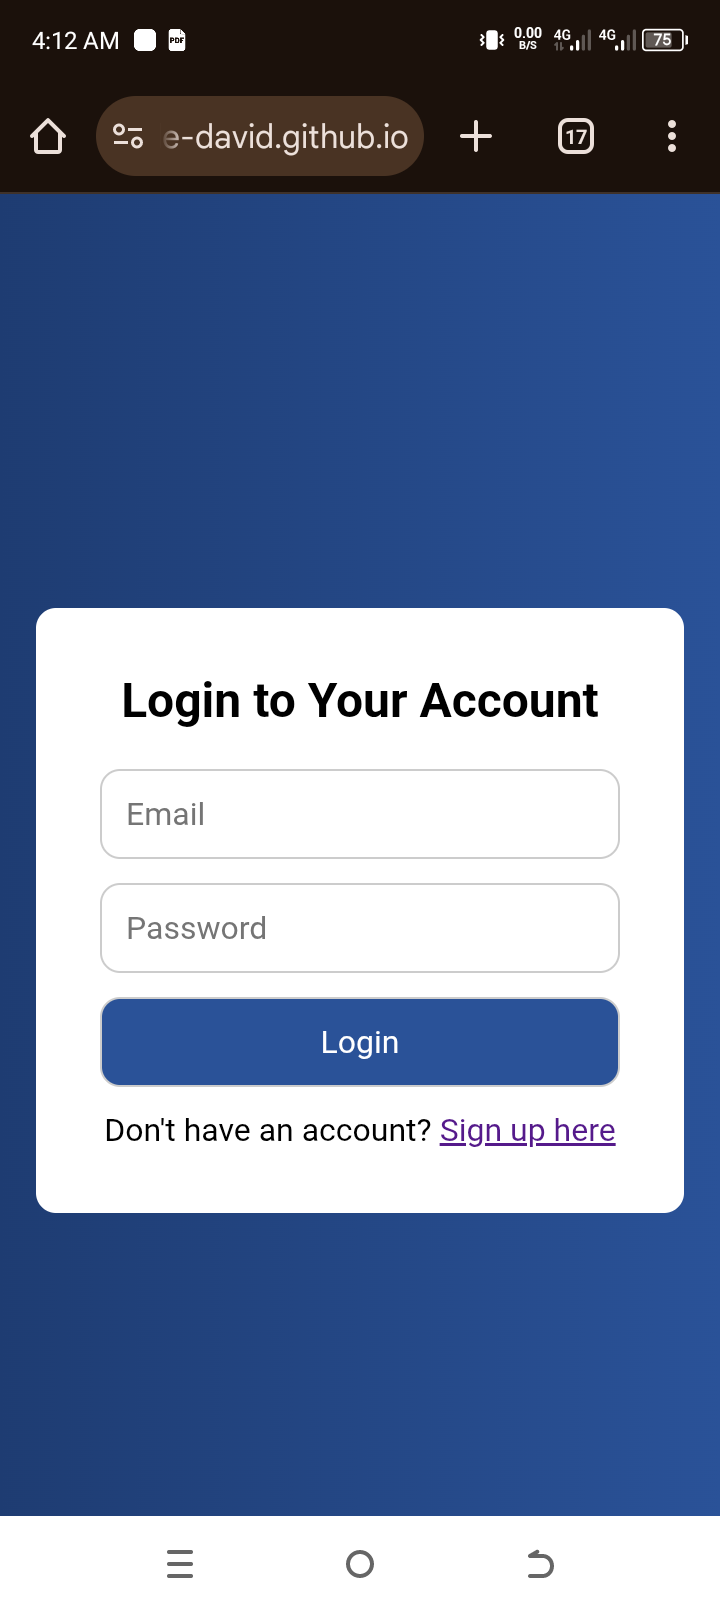 4:12 AM PDF 0.00 B/S 4G 4G 75
e-david.github.io 17
Login to Your Account
Email
Password
Login
Don't have an account? Sign up here